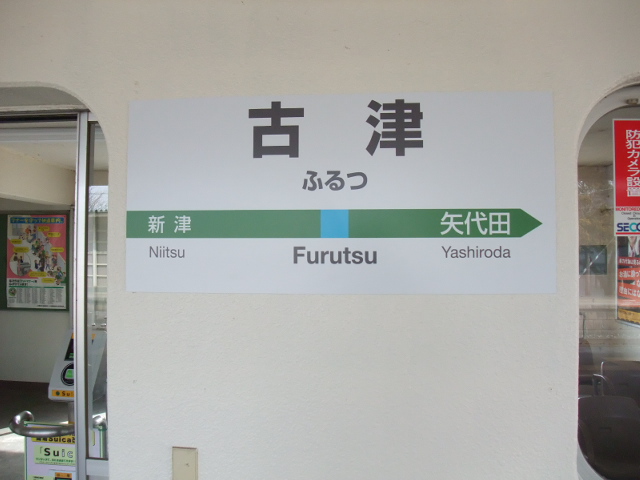 古津
ふるつ
新津
矢代田
Niitsu
Furutsu
Yashiroda
防犯カメラ設置
SECO
Suica
「Suic